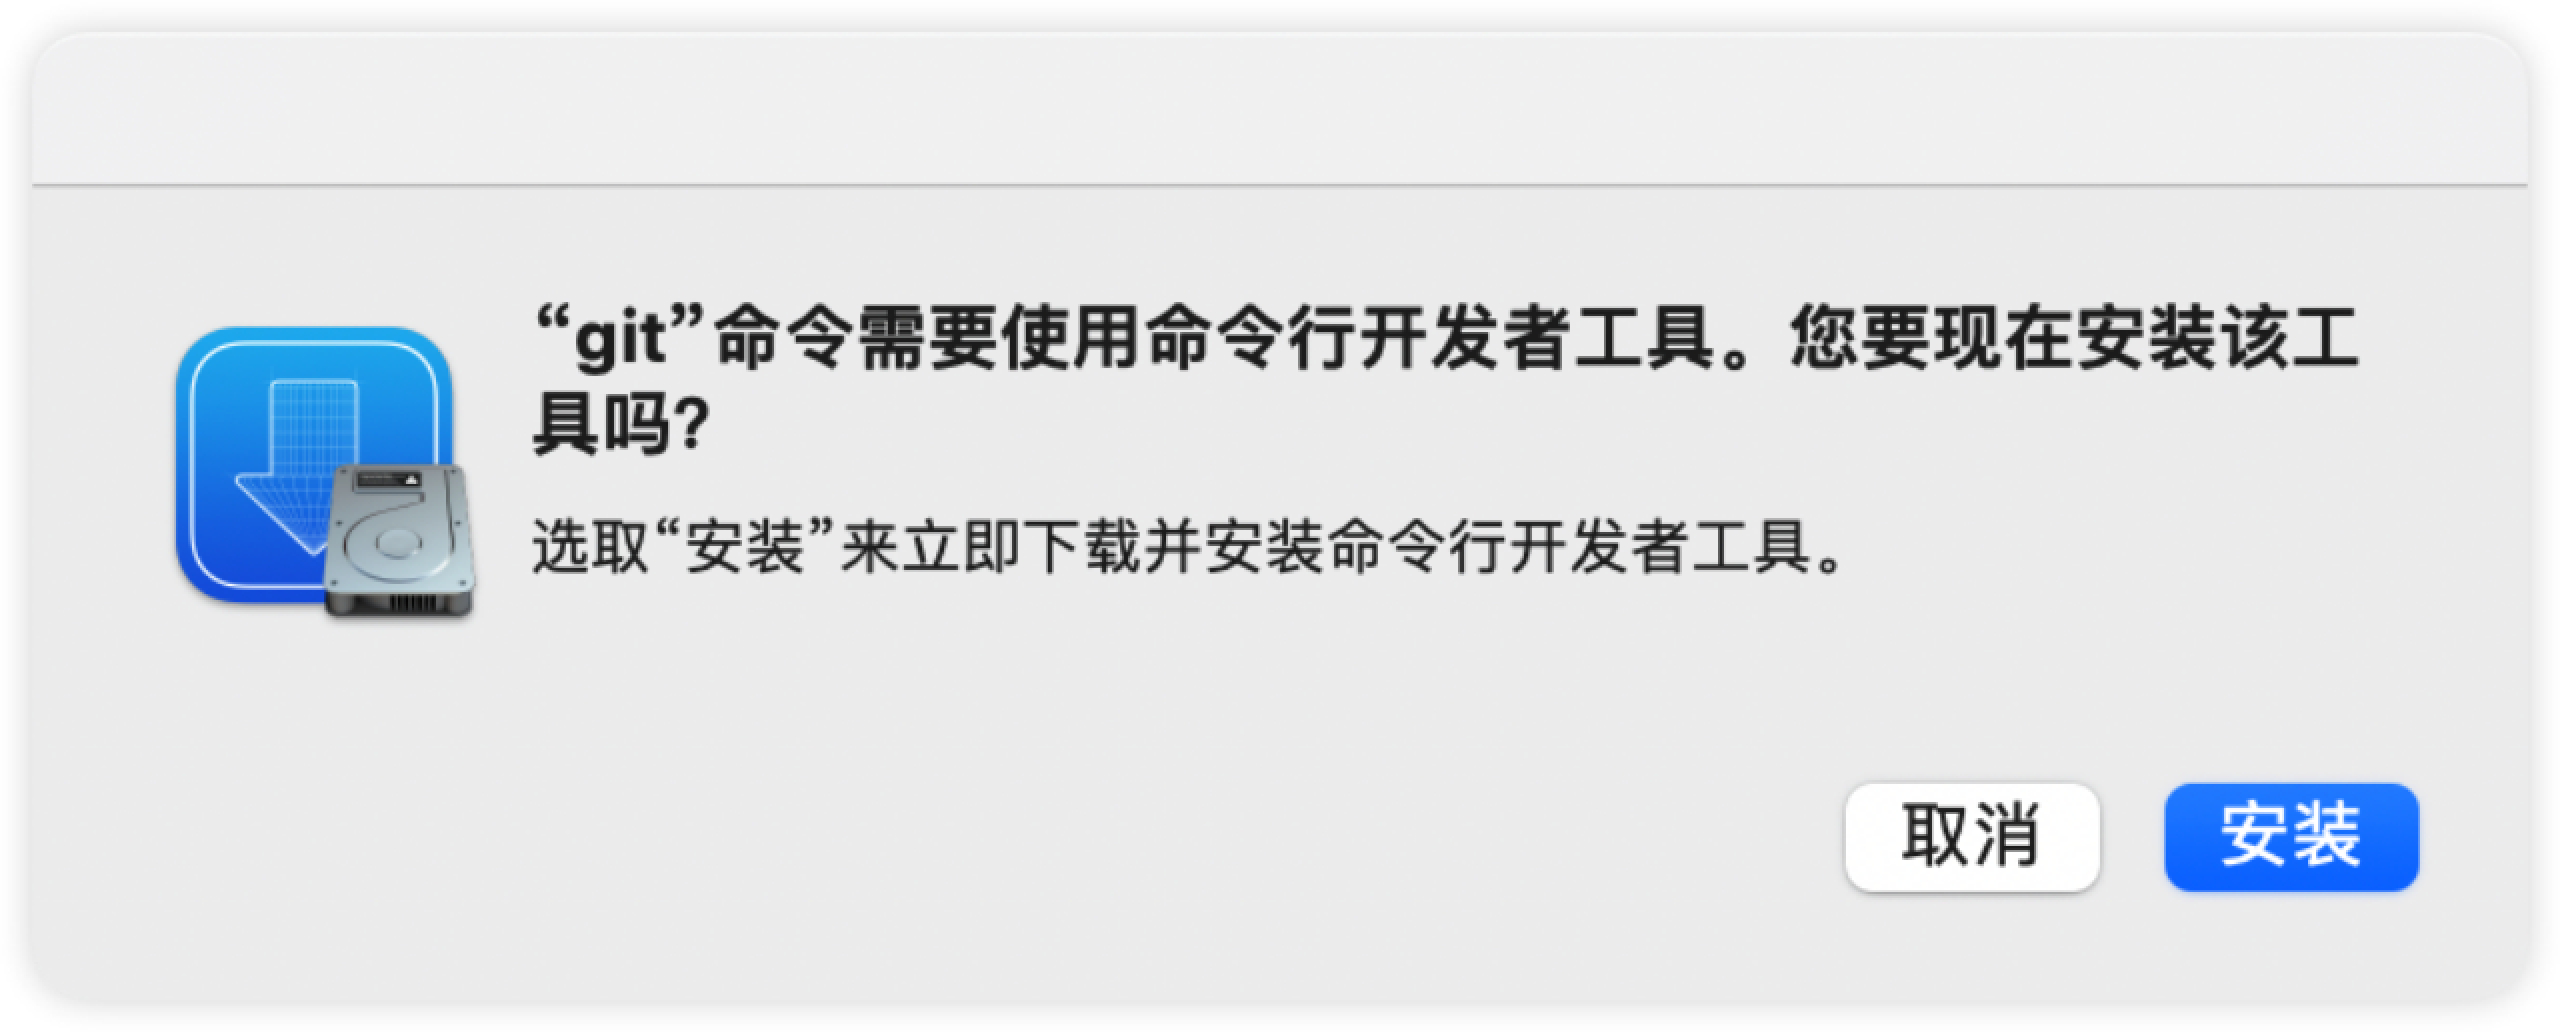 “git”命令需要使用命令行开发者工具。您要现在安装该工
具吗？
选取“安装”来立即下载并安装命令行开发者工具。
取消
安装